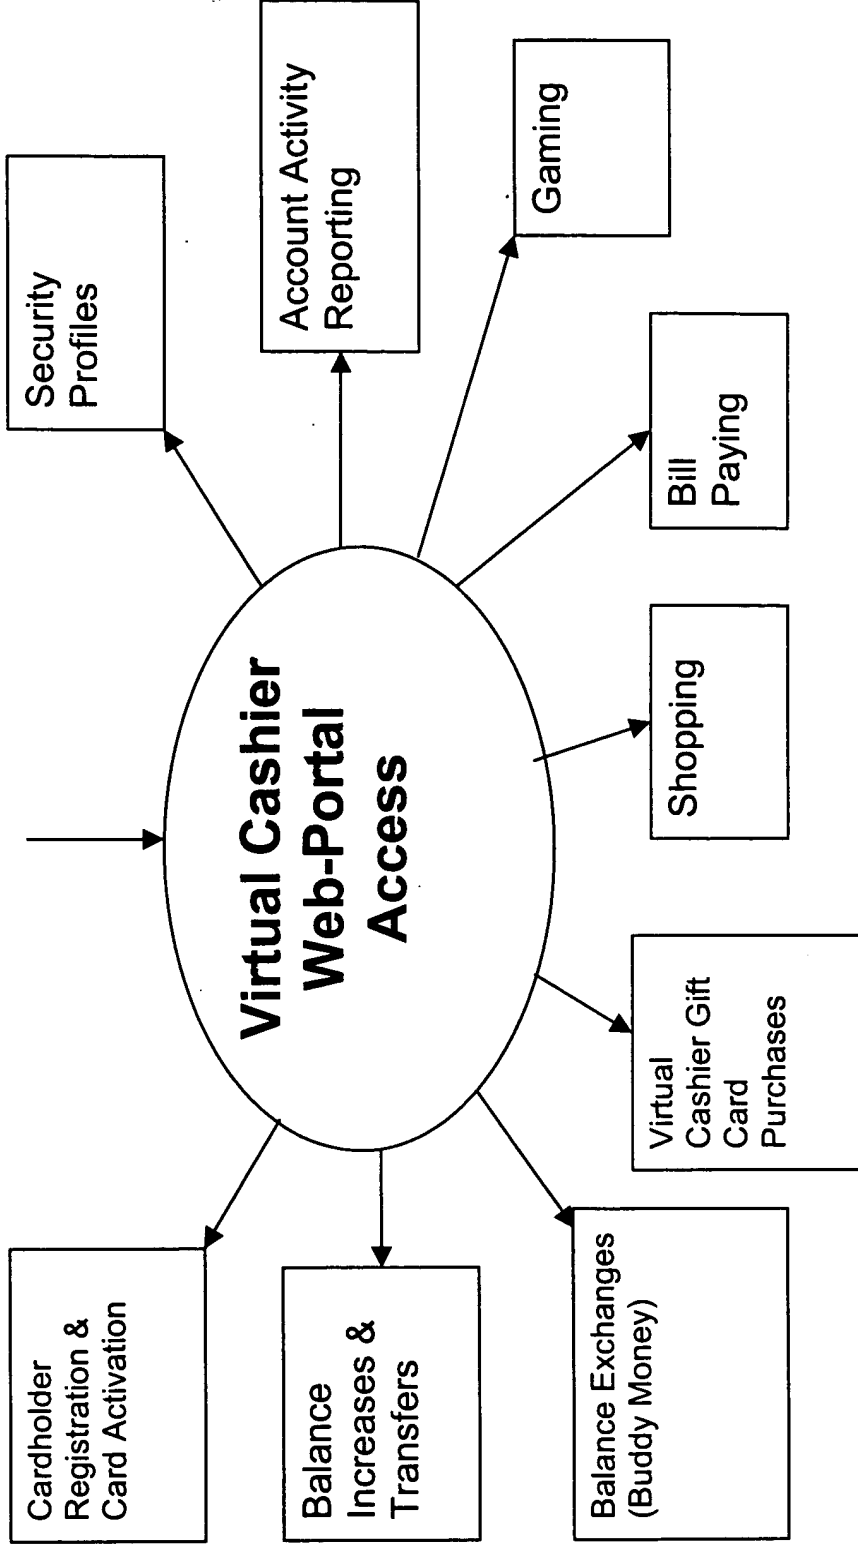 Virtual Cashier
Web-Portal
Access
Cardholder
Registration &
Card Activation
Balance
Increases &
Transfers
Balance Exchanges
(Buddy Money)
Virtual
Cashier Gift
Card
Purchases
Shopping
Bill
Paying
Gaming
Account Activity
Reporting
Security
Profiles